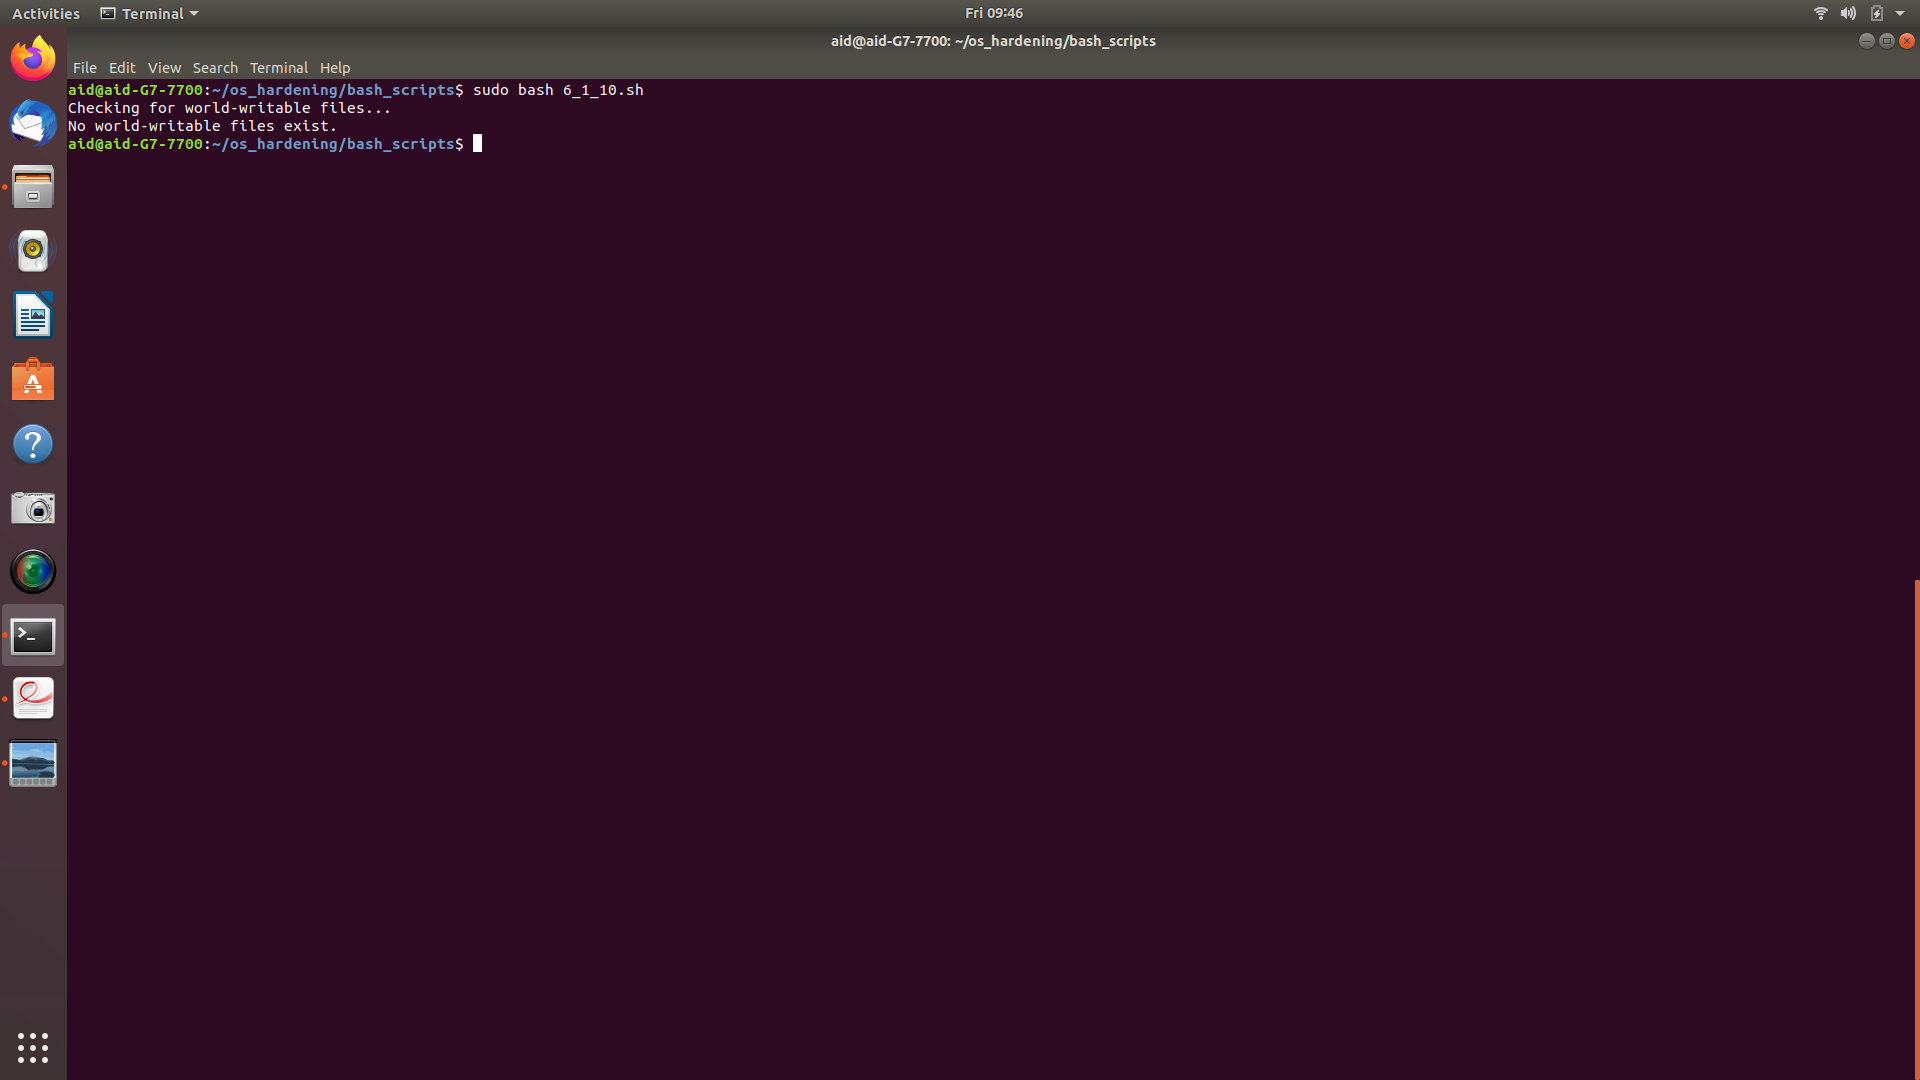 Activities Terminal Fri 09:46
aid@aid-G7-7700: ~/os_hardening/bash_scripts
File Edit View Search Terminal Help
aid@aid-G7-7700:~/os_hardening/bash_scripts$ sudo bash 6_1_10.sh
Checking for world-writable files...
No world-writable files exist.
aid@aid-G7-7700:~/os_hardening/bash_scripts$